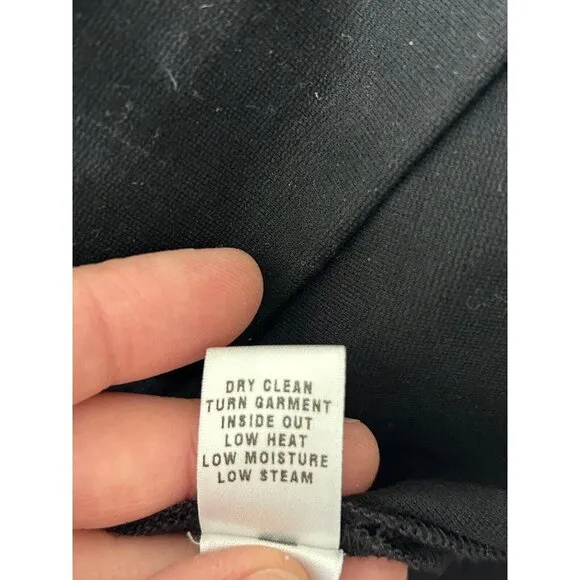 DRY CLEAN
TURN GARMENT
INSIDE OUT
LOW HEAT
LOW MOISTURE
LOW STEAM